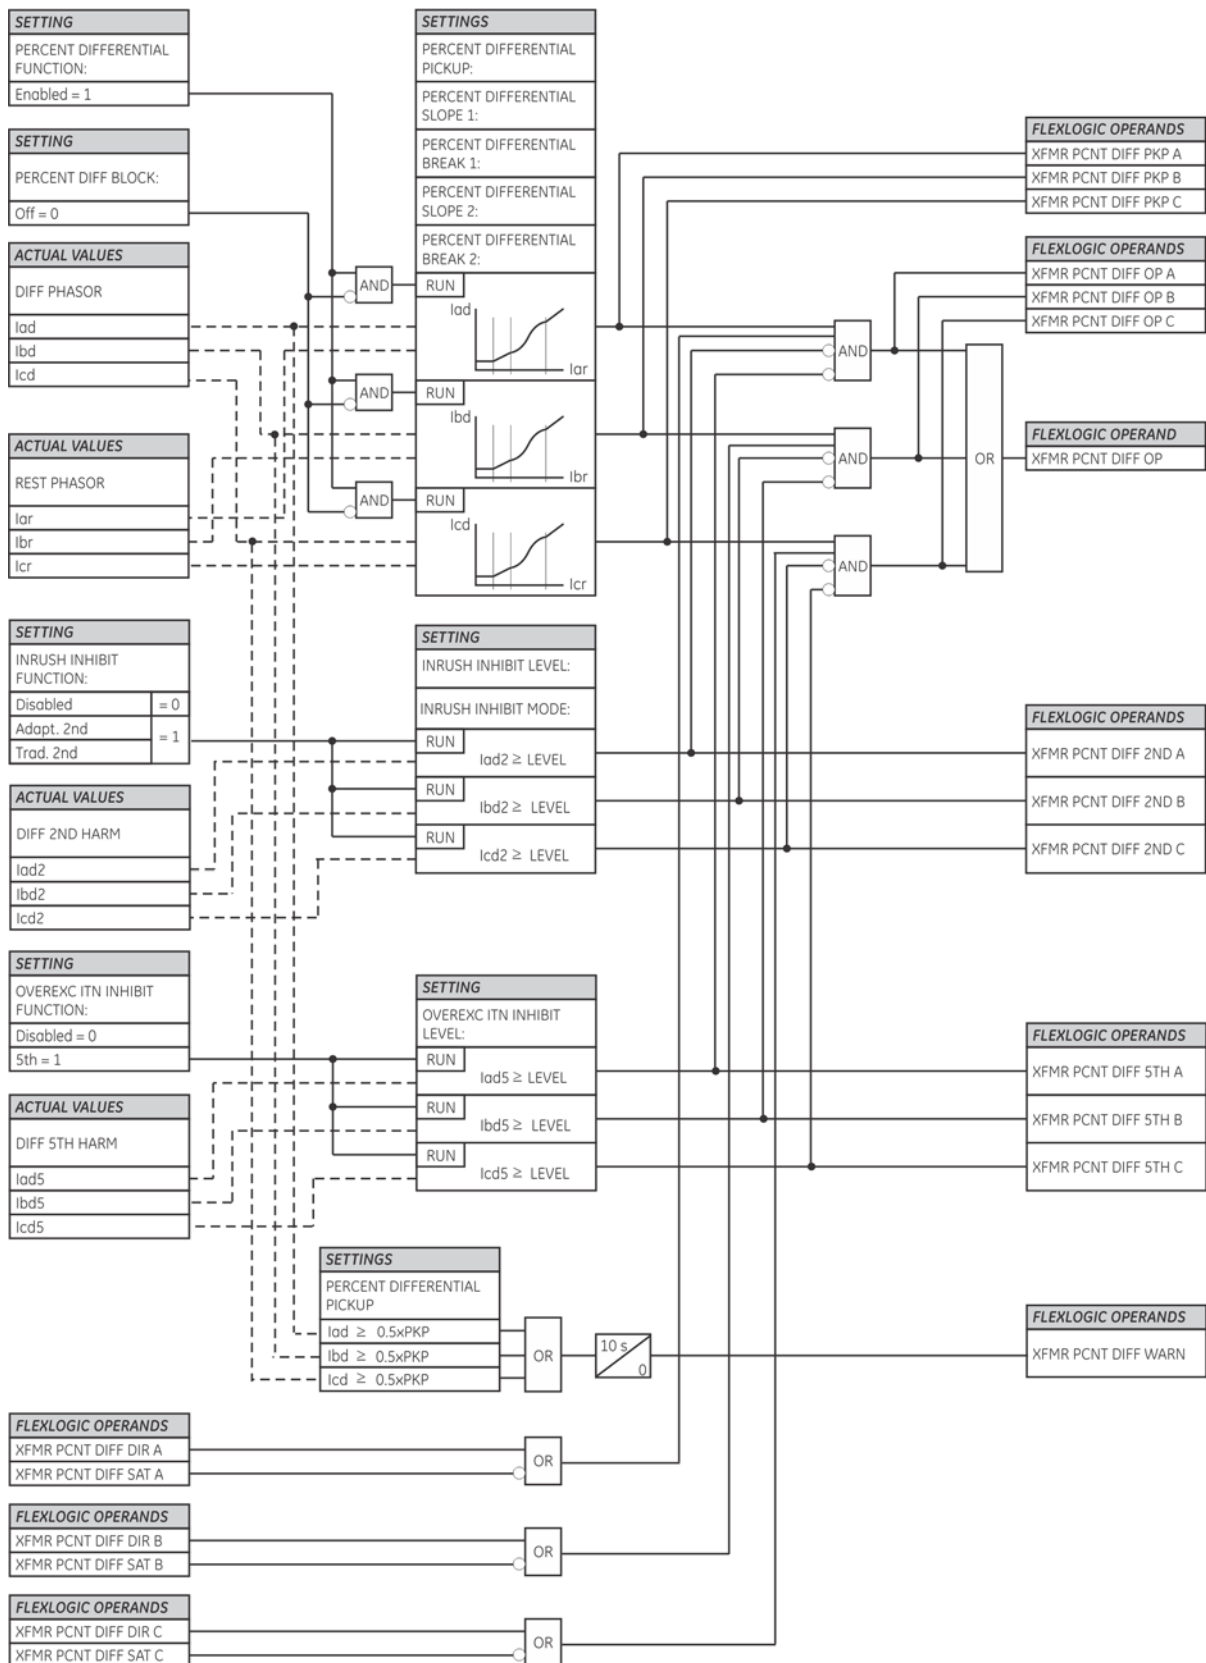 SETTING
PERCENT DIFFERENTIAL
FUNCTION:
Enabled = 1
SETTING
PERCENT DIFF BLOCK:
Off = 0
ACTUAL VALUES
DIFF PHASOR
Iad
Ibd
Icd
ACTUAL VALUES
REST PHASOR
Iar
Ibr
Icr
SETTING
INRUSH INHIBIT
FUNCTION:
Disabled = 0
Adapt. 2nd
= 1
Trad. 2nd
ACTUAL VALUES
DIFF 2ND HARM
Iad2
Ibd2
Icd2
SETTING
OVEREXC ITN INHIBIT
FUNCTION:
Disabled = 0
5th = 1
ACTUAL VALUES
DIFF 5TH HARM
Iad5
Ibd5
Icd5
AND
AND
AND
SETTINGS
PERCENT DIFFERENTIAL
PICKUP:
PERCENT DIFFERENTIAL
SLOPE 1:
PERCENT DIFFERENTIAL
BREAK 1:
PERCENT DIFFERENTIAL
SLOPE 2:
PERCENT DIFFERENTIAL
BREAK 2:
RUN
Iad
Iar
RUN
Ibd
Ibr
RUN
Icd
Icr
SETTING
INRUSH INHIBIT LEVEL:
INRUSH INHIBIT MODE:
RUN
Iad2 ≥ LEVEL
RUN
Ibd2 ≥ LEVEL
RUN
Icd2 ≥ LEVEL
SETTING
OVEREXC ITN INHIBIT
LEVEL:
RUN
Iad5 ≥ LEVEL
RUN
Ibd5 ≥ LEVEL
RUN
Icd5 ≥ LEVEL
SETTINGS
PERCENT DIFFERENTIAL
PICKUP
Iad ≥ 0.5xPKP
Ibd ≥ 0.5xPKP
Icd ≥ 0.5xPKP
OR
10 s
0
AND
AND
AND
OR
FLEXLOGIC OPERANDS
XFMR PCNT DIFF PKP A
XFMR PCNT DIFF PKP B
XFMR PCNT DIFF PKP C
FLEXLOGIC OPERANDS
XFMR PCNT DIFF OP A
XFMR PCNT DIFF OP B
XFMR PCNT DIFF OP C
FLEXLOGIC OPERAND
XFMR PCNT DIFF OP
FLEXLOGIC OPERANDS
XFMR PCNT DIFF 2ND A
XFMR PCNT DIFF 2ND B
XFMR PCNT DIFF 2ND C
FLEXLOGIC OPERANDS
XFMR PCNT DIFF 5TH A
XFMR PCNT DIFF 5TH B
XFMR PCNT DIFF 5TH C
FLEXLOGIC OPERANDS
XFMR PCNT DIFF WARN
FLEXLOGIC OPERANDS
XFMR PCNT DIFF DIR A
XFMR PCNT DIFF SAT A
OR
FLEXLOGIC OPERANDS
XFMR PCNT DIFF DIR B
XFMR PCNT DIFF SAT B
OR
FLEXLOGIC OPERANDS
XFMR PCNT DIFF DIR C
XFMR PCNT DIFF SAT C
OR